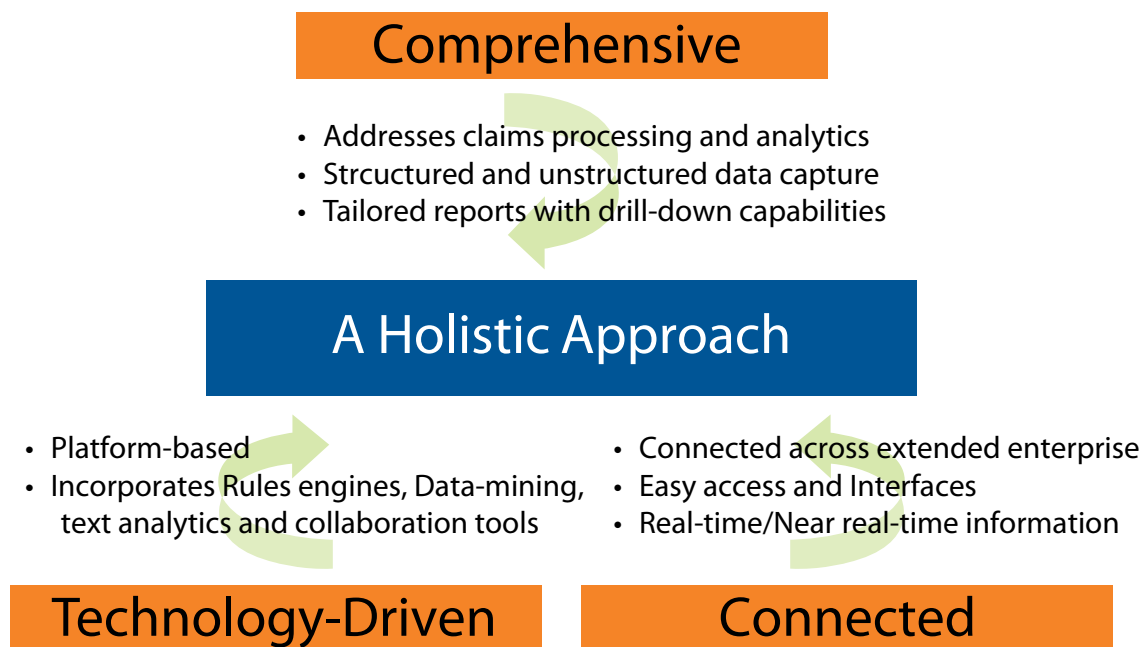 Comprehensive
• Addresses claims processing and analytics
• Strcuctured and unstructured data capture
• Tailored reports with drill-down capabilities
A Holistic Approach
• Platform-based
• Incorporates Rules engines, Data-mining,
text analytics and collaboration tools
• Connected across extended enterprise
• Easy access and Interfaces
• Real-time/Near real-time information
Technology-Driven
Connected